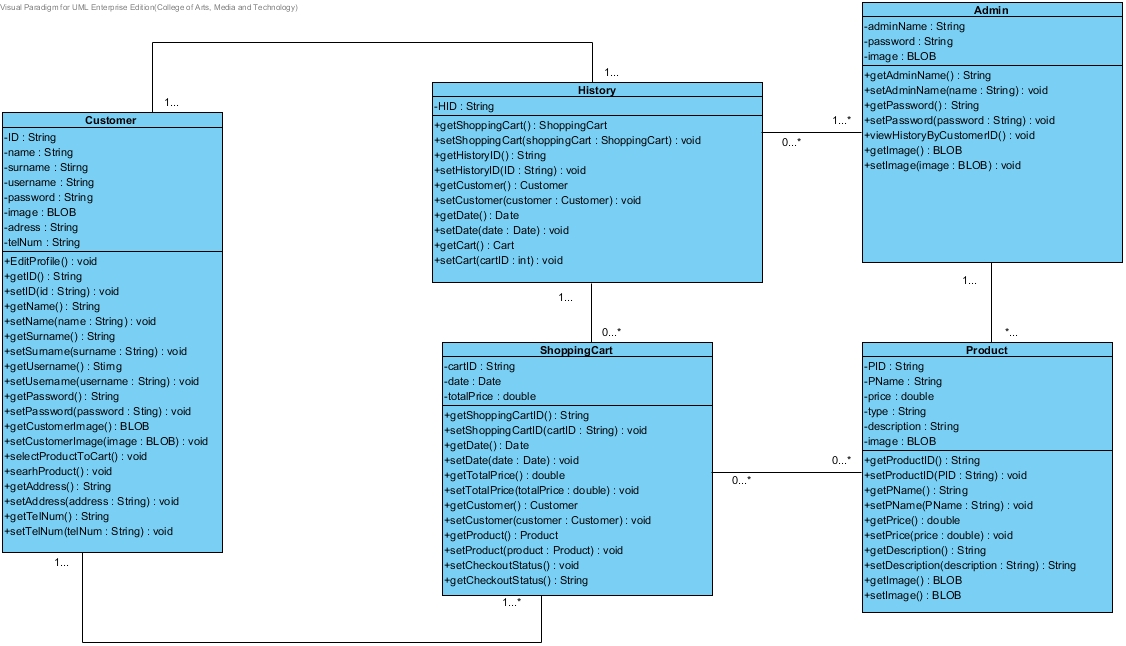 Visual Paradigm for UML Enterprise Edition(College of Arts, Media and Technology)
Admin
-adminName : String
-password : String
-image : BLOB
+getAdminName() : String
+setAdminName(name : String) : void
+getPassword() : String
+setPassword(password : String) : void
+viewHistoryByCustomerID() : void
+getImage() : BLOB
+setImage(image : BLOB) : void
1...
1...
History
-HID : String
+getShoppingCart() : ShoppingCart
+setShoppingCart(shoppingCart : ShoppingCart) : void
+getHistoryID() : String
+setHistoryID(ID : String) : void
+getCustomer() : Customer
+setCustomer(customer : Customer) : void
+getDate() : Date
+setDate(date : Date) : void
+getCart() : Cart
+setCart(cartID : int) : void
1...*
0...*
Customer
-ID : String
-name : String
-surname : Stirng
-username : String
-password : String
-image : BLOB
-adress : String
-telNum : String
+EditProfile() : void
+getID() : String
+setID(id : String) : void
+getName() : String
+setName(name : String) : void
+getSurname() : String
+setSurname(surname : String) : void
+getUsername() : Stirng
+setUsername(username : String) : void
+getPassword() : String
+setPassword(password : Sting) : void
+getCustomerImage() : BLOB
+setCustomerImage(image : BLOB) : void
+selectProductToCart() : void
+searhProduct() : void
+getAddress() : String
+setAddress(address : String) : void
+getTelNum() : String
+setTelNum(telNum : String) : void
1...
0...*
1...
*...
ShoppingCart
-cartID : String
-date : Date
-totalPrice : double
+getShoppingCartID() : String
+setShoppingCartID(cartID : String) : void
+getDate() : Date
+setDate(date : Date) : void
+getTotalPrice() : double
+setTotalPrice(totalPrice : double) : void
+getCustomer() : Customer
+setCustomer(customer : Customer) : void
+getProduct() : Product
+setProduct(product : Product) : void
+setCheckoutStatus() : void
+getCheckoutStatus() : String
0...*
0...*
Product
-PID : String
-PName : String
-price : double
-type : String
-description : String
-image : BLOB
+getProductID() : String
+setProductID(PID : String) : void
+getPName() : String
+setPName(PName : String) : void
+getPrice() : double
+setPrice(price : double) : void
+getDescription() : String
+setDescription(description : String) : String
+getImage() : BLOB
+setImage() : BLOB
1...
1...*